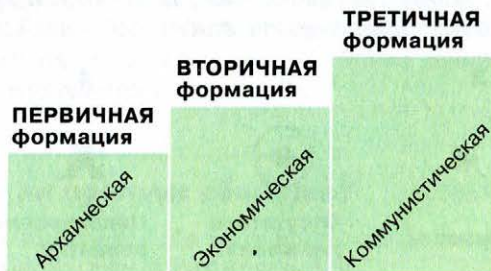 ПЕРВИЧНАЯ
формация
Архаическая
ВТОРИЧНАЯ
формация
Экономическая
ТРЕТИЧНАЯ
формация
Коммунистическая